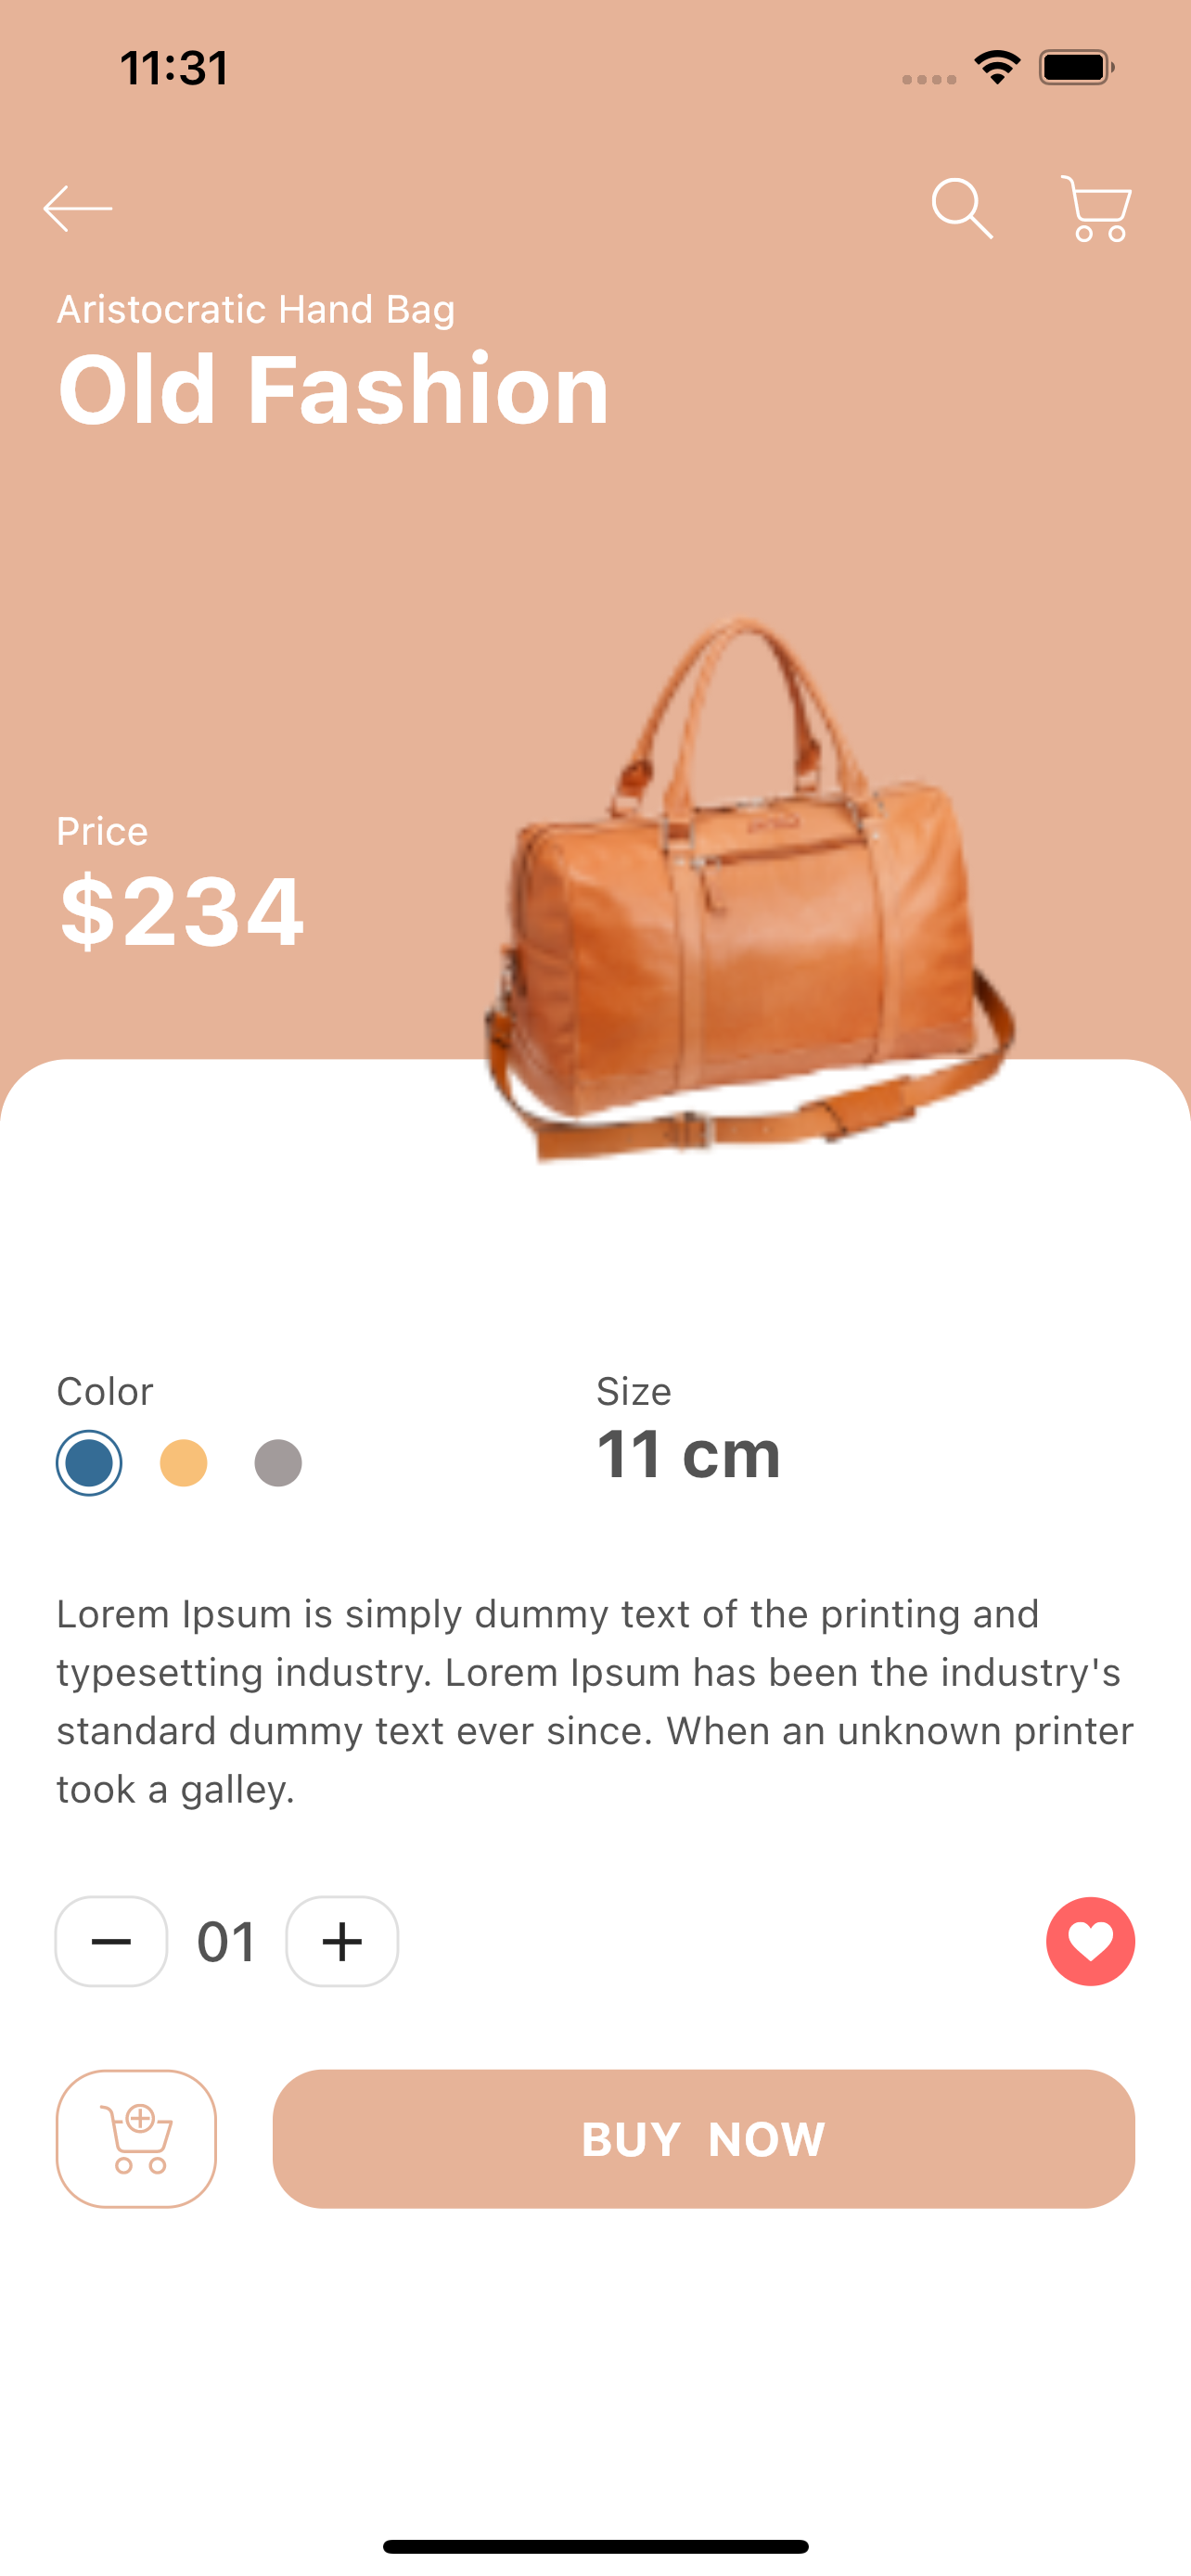 11:31
Aristocratic Hand Bag
Old Fashion
Price
$234
Color
Size
11 cm
Lorem Ipsum is simply dummy text of the printing and
typesetting industry. Lorem Ipsum has been the industry's
standard dummy text ever since. When an unknown printer
took a galley.
01
BUY NOW